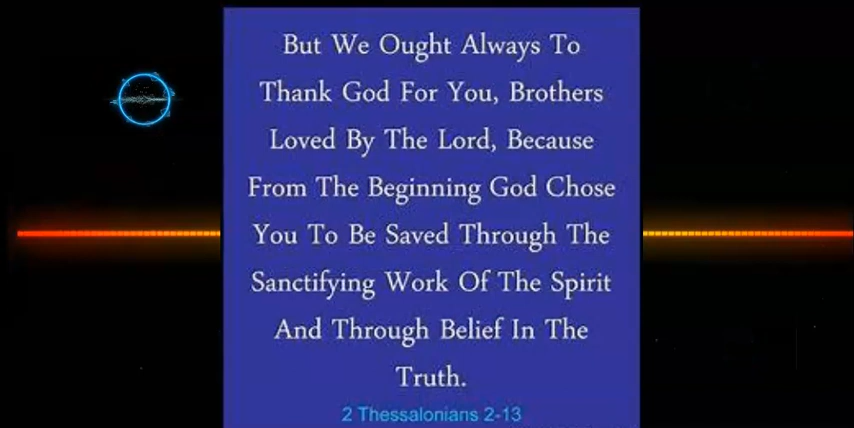 But We Ought Always To
Thank God For You, Brothers
Loved By The Lord, Because
From The Beginning God Chose
You To Be Saved Through The
Sanctifying Work Of The Spirit
And Through Belief In The
Truth.
2 Thessalonians 2-13